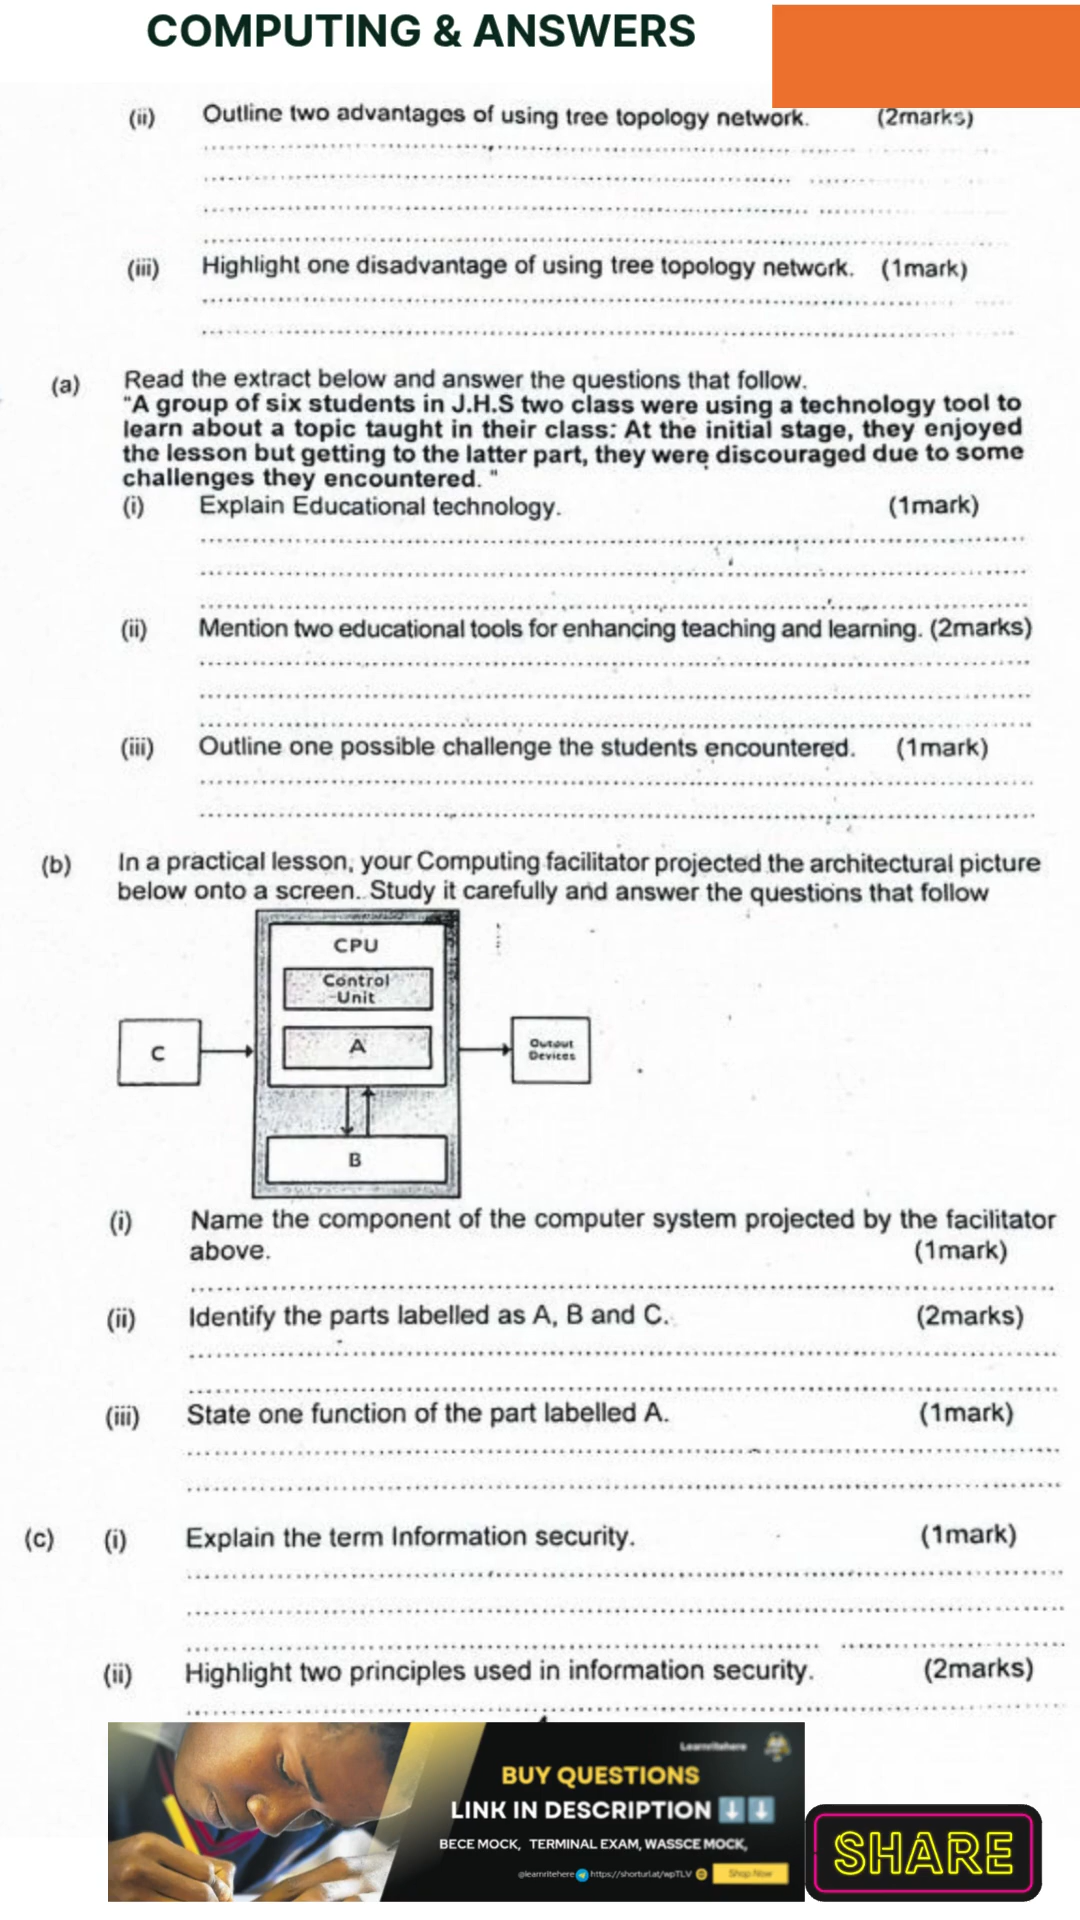 COMPUTING & ANSWERS
(ii) Outline two advantages of using tree topology network. (2marks)
(iii) Highlight one disadvantage of using tree topology network. (1mark)
(a) Read the extract below and answer the questions that follow.
"A group of six students in J.H.S two class were using a technology tool to
learn about a topic taught in their class: At the initial stage, they enjoyed
the lesson but getting to the latter part, they were discouraged due to some
challenges they encountered. "
(i) Explain Educational technology. (1mark)
(ii) Mention two educational tools for enhancing teaching and learning. (2marks)
(iii) Outline one possible challenge the students encountered. (1mark)
(b) In a practical lesson, your Computing facilitator projected the architectural picture
below onto a screen. Study it carefully and answer the questions that follow
CPU
Control
Unit
A
C
Output
Devices
B
(i) Name the component of the computer system projected by the facilitator
above. (1mark)
(ii) Identify the parts labelled as A, B and C. (2marks)
(iii) State one function of the part labelled A. (1mark)
(c) (i) Explain the term Information security. (1mark)
(ii) Highlight two principles used in information security. (2marks)
Learnritehere
BUY QUESTIONS
LINK IN DESCRIPTION
BECE MOCK, TERMINAL EXAM, WASSCE MOCK,
@learnritehere https://shorturl.at/wpTLV Shop Now
SHARE